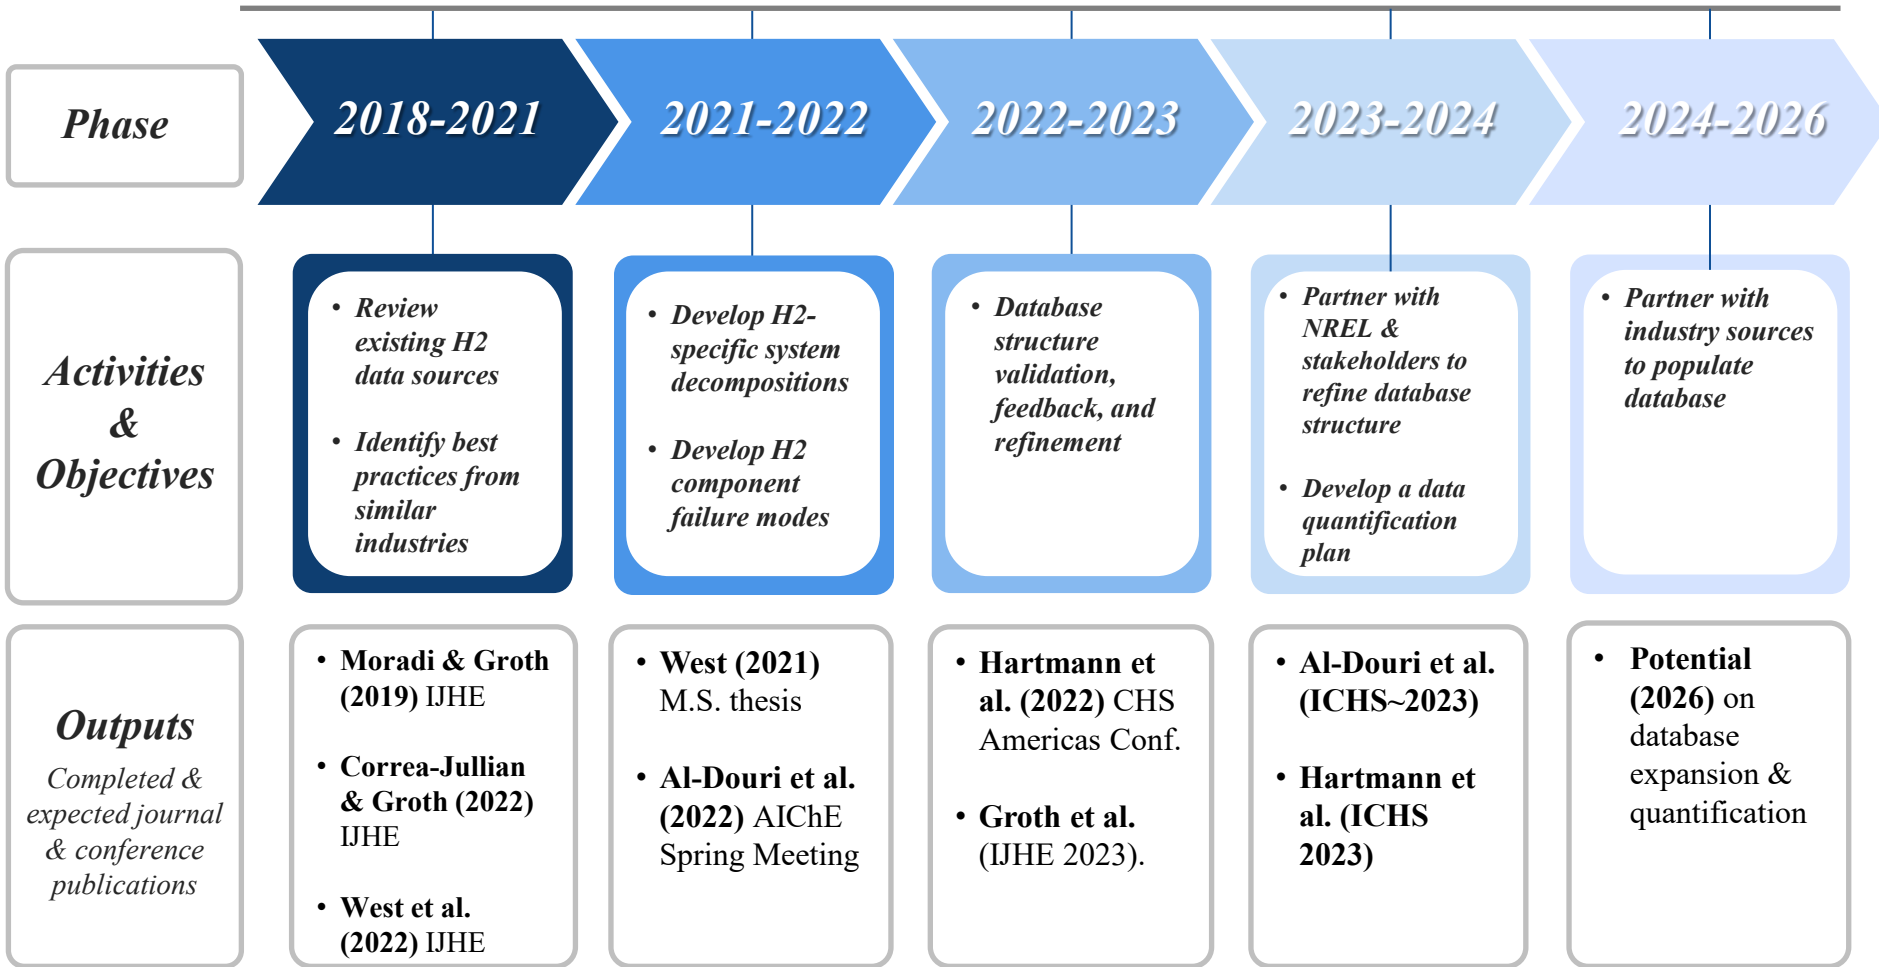 Phase
2018-2021
2021-2022
2022-2023
2023-2024
2024-2026
Activities
&
Objectives
• Review
existing H2
data sources
• Identify best
practices from
similar
industries
• Develop H2-
specific system
decompositions
• Develop H2
component
failure modes
• Database
structure
validation,
feedback, and
refinement
• Partner with
NREL &
stakeholders to
refine database
structure
• Develop a data
quantification
plan
• Partner with
industry sources
to populate
database
Outputs
Completed &
expected journal
& conference
publications
• Moradi & Groth
(2019) IJHE
• Correa-Jullian
& Groth (2022)
IJHE
• West et al.
(2022) IJHE
• West (2021)
M.S. thesis
• Al-Douri et al.
(2022) AIChE
Spring Meeting
• Hartmann et
al. (2022) CHS
Americas Conf.
• Groth et al.
(IJHE 2023).
• Al-Douri et al.
(ICHS~2023)
• Hartmann et
al. (ICHS
2023)
• Potential
(2026) on
database
expansion &
quantification